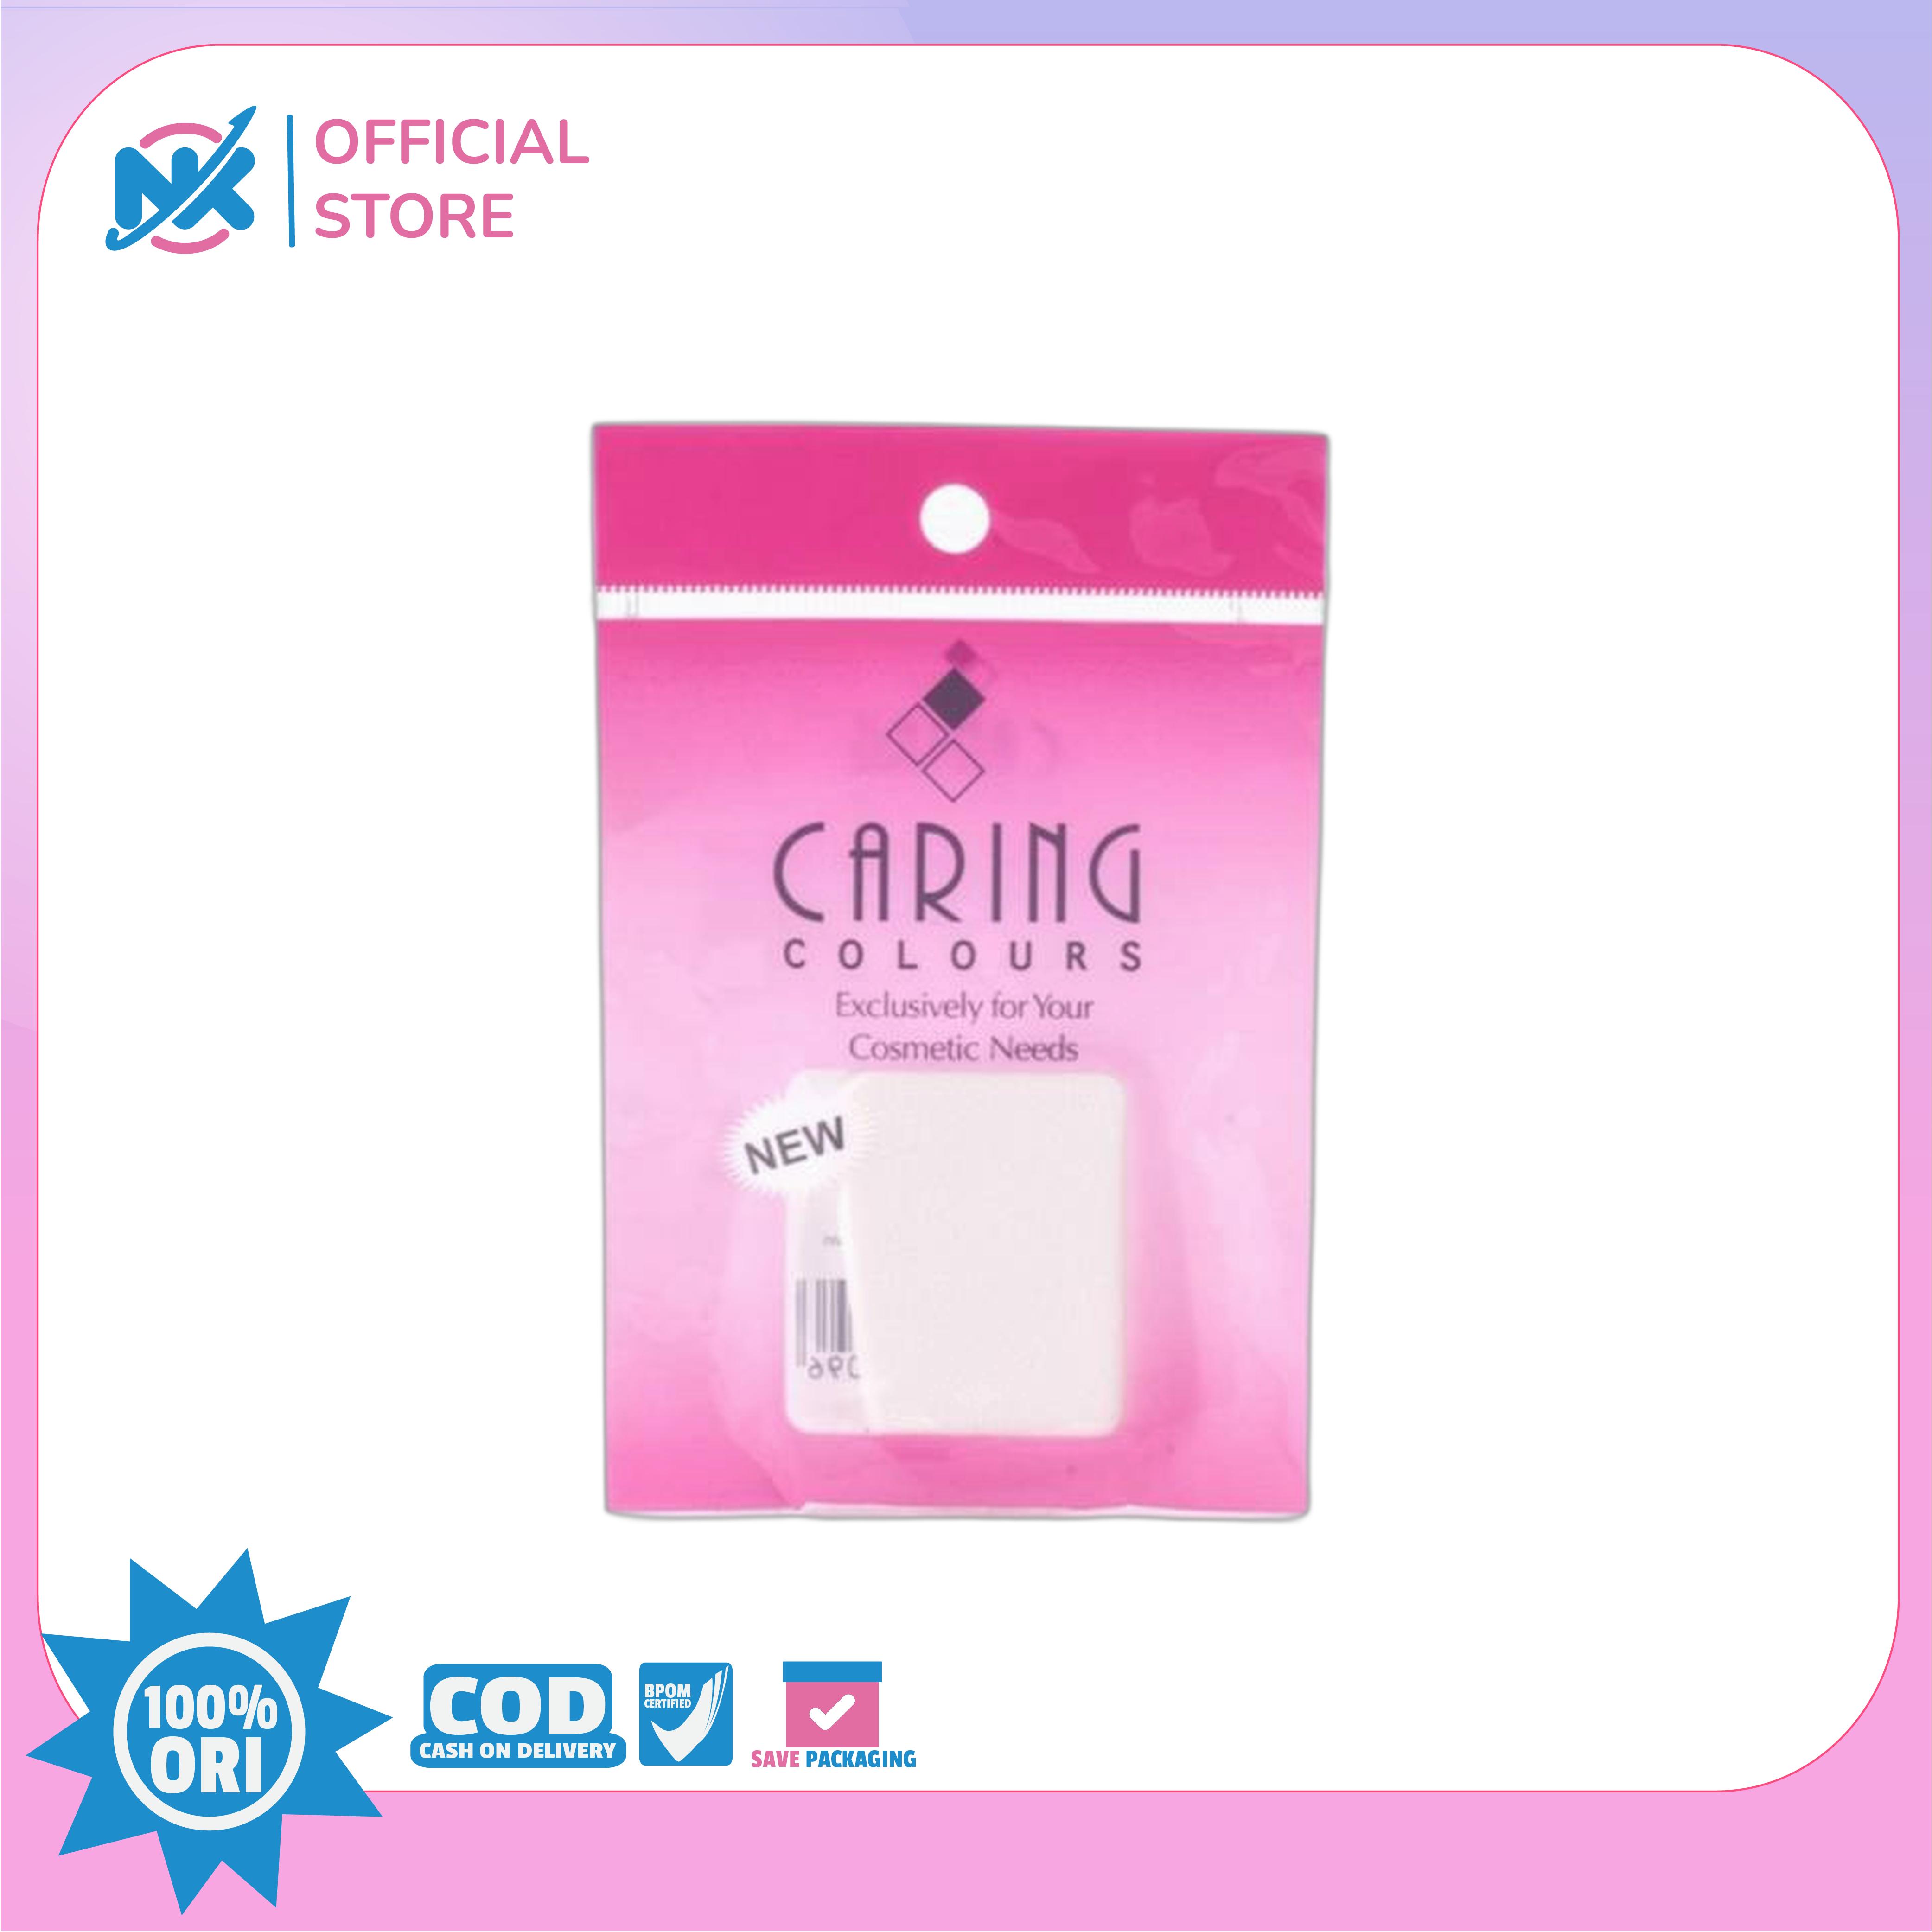 NK
OFFICIAL
STORE
CARING
COLOURS
Exclusively for Your
Cosmetic Needs
NEW
100%
ORI
COD
CASH ON DELIVERY
BPOM
CERTIFIED
SAVE PACKAGING